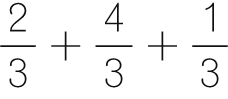 2/3 + 4/3 + 1/3